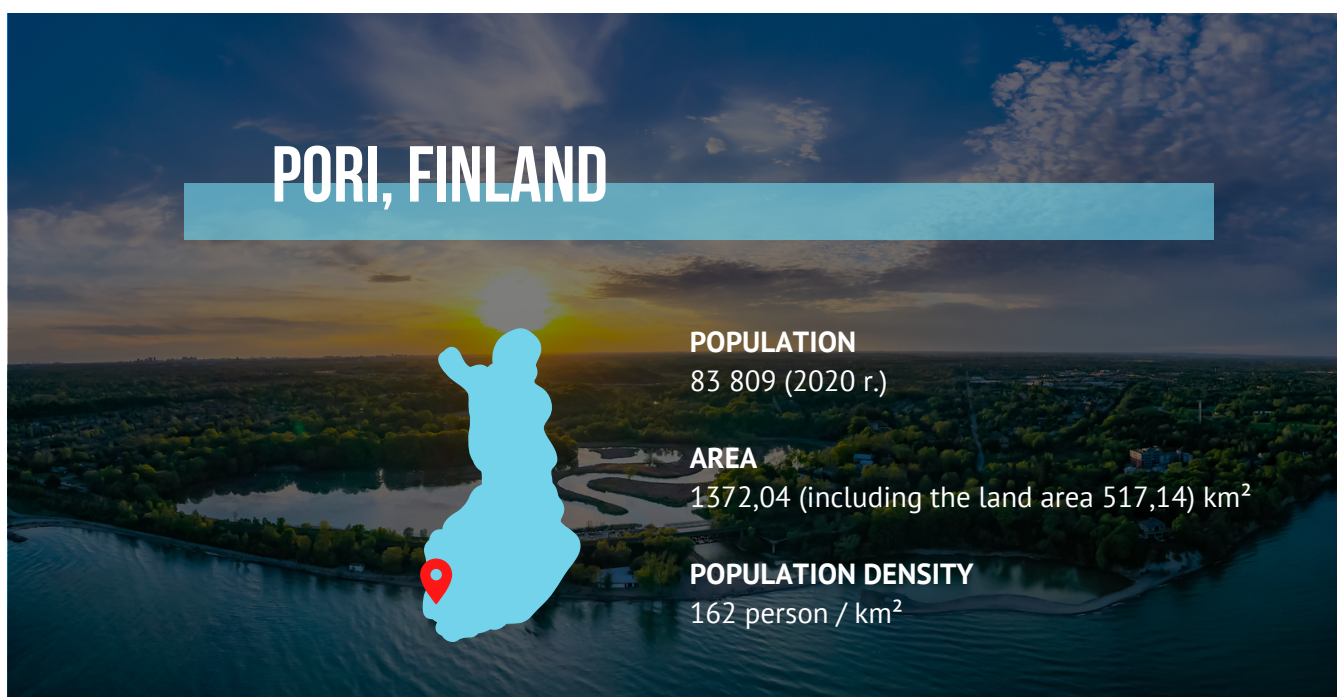 PORI, FINLAND
POPULATION
83 809 (2020 r.)
AREA
1372,04 (including the land area 517,14) km²
POPULATION DENSITY
162 person / km²